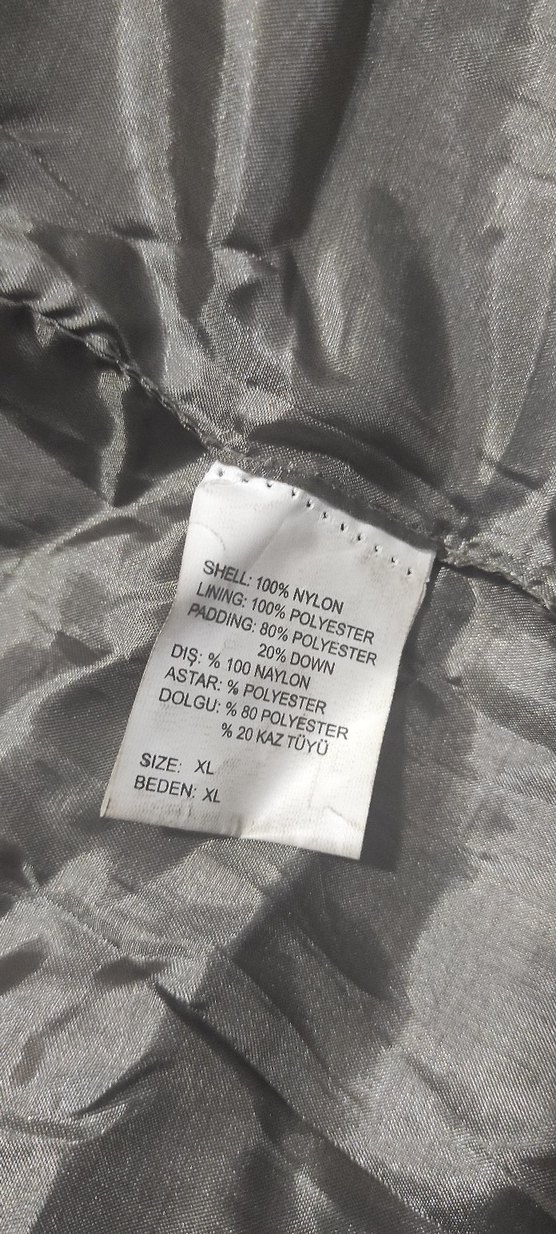 SHELL: 100% NYLON
LINING: 100% POLYESTER
PADDING: 80% POLYESTER
20% DOWN
DIŞ: % 100 NAYLON
ASTAR: % POLYESTER
DOLGU: % 80 POLYESTER
% 20 KAZ TÜYÜ
SIZE: XL
BEDEN: XL